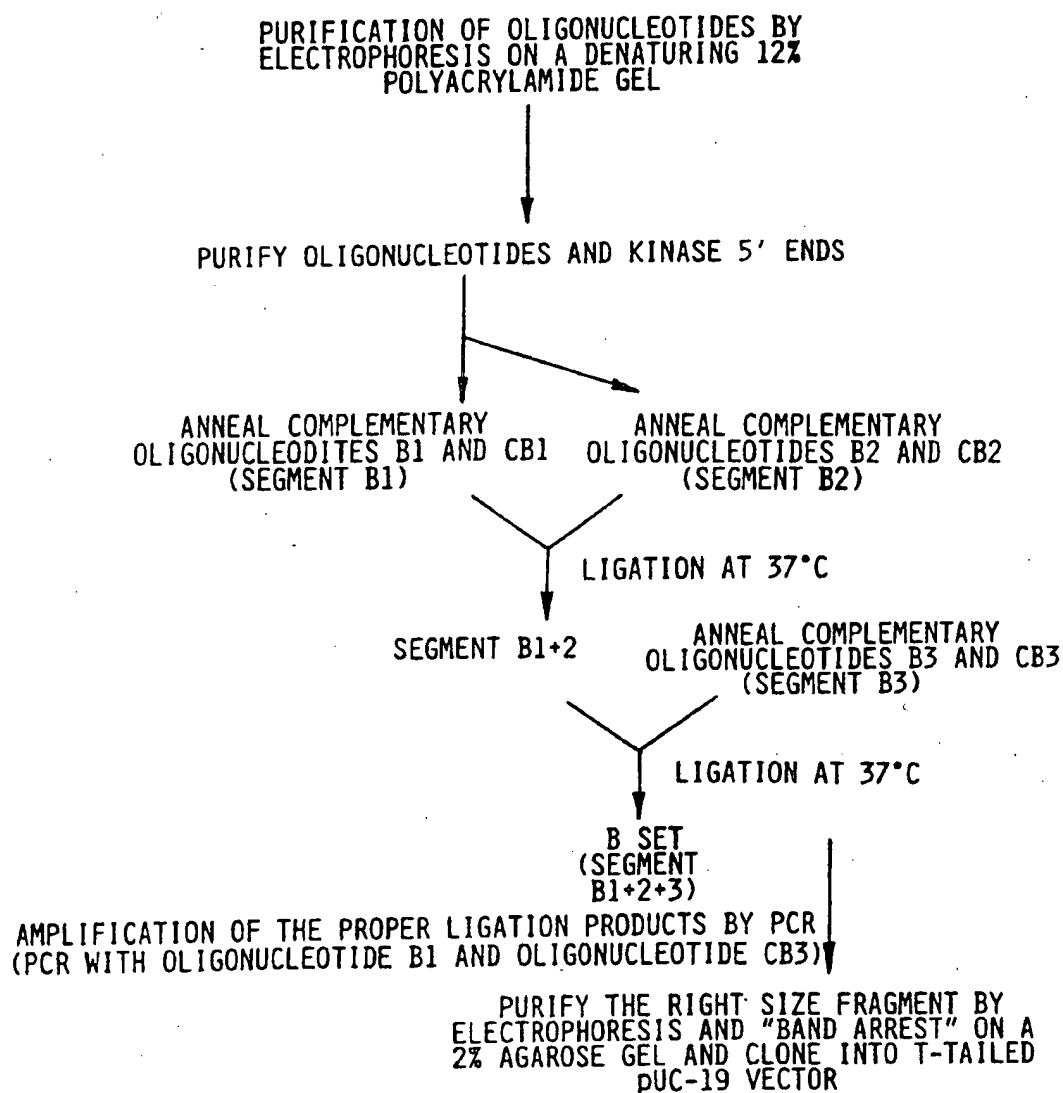 PURIFICATION OF OLIGONUCLEOTIDES BY
ELECTROPHORESIS ON A DENATURING 12%
POLYACRYLAMIDE GEL
PURIFY OLIGONUCLEOTIDES AND KINASE 5' ENDS
ANNEAL COMPLEMENTARY
OLIGONUCLEODITES B1 AND CB1
(SEGMENT B1)
ANNEAL COMPLEMENTARY
OLIGONUCLEOTIDES B2 AND CB2
(SEGMENT B2)
LIGATION AT 37°C
SEGMENT B1+2
ANNEAL COMPLEMENTARY
OLIGONUCLEOTIDES B3 AND CB3
(SEGMENT B3)
LIGATION AT 37°C
B SET
(SEGMENT
B1+2+3)
AMPLIFICATION OF THE PROPER LIGATION PRODUCTS BY PCR
(PCR WITH OLIGONUCLEOTIDE B1 AND OLIGONUCLEOTIDE CB3)
PURIFY THE RIGHT SIZE FRAGMENT BY
ELECTROPHORESIS AND "BAND ARREST" ON A
2% AGAROSE GEL AND CLONE INTO T-TAILED
pUC-19 VECTOR